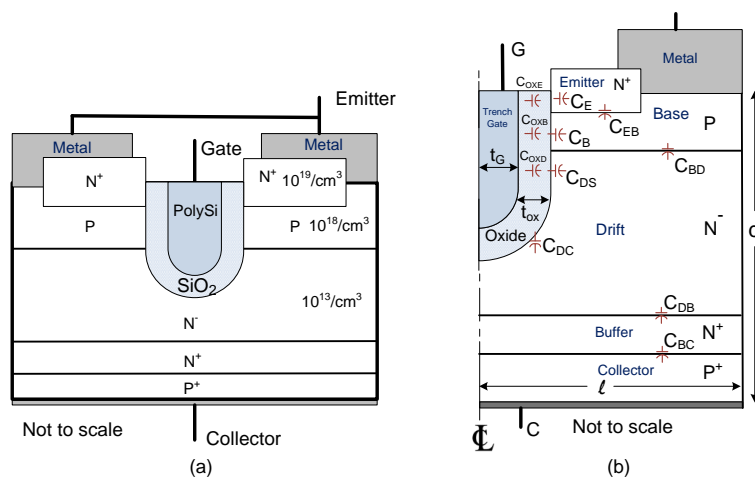 Emitter
Metal
Gate
Metal
N+
N+ 10^19/cm^3
PolySi
P
P 10^18/cm^3
SiO2
10^13/cm^3
N-
N+
P+
Not to scale
Collector
(a)
G
Metal
COXE
Emitter N+
CE
Trench
Gate
Base P
CEB
COXB
CB
CBD
COXD
tG
CDS
tox
N-
Oxide
Drift
CDC
CDB
Buffer N+
CBC
Collector P+
ℓ
C
Not to scale
℄
(b)